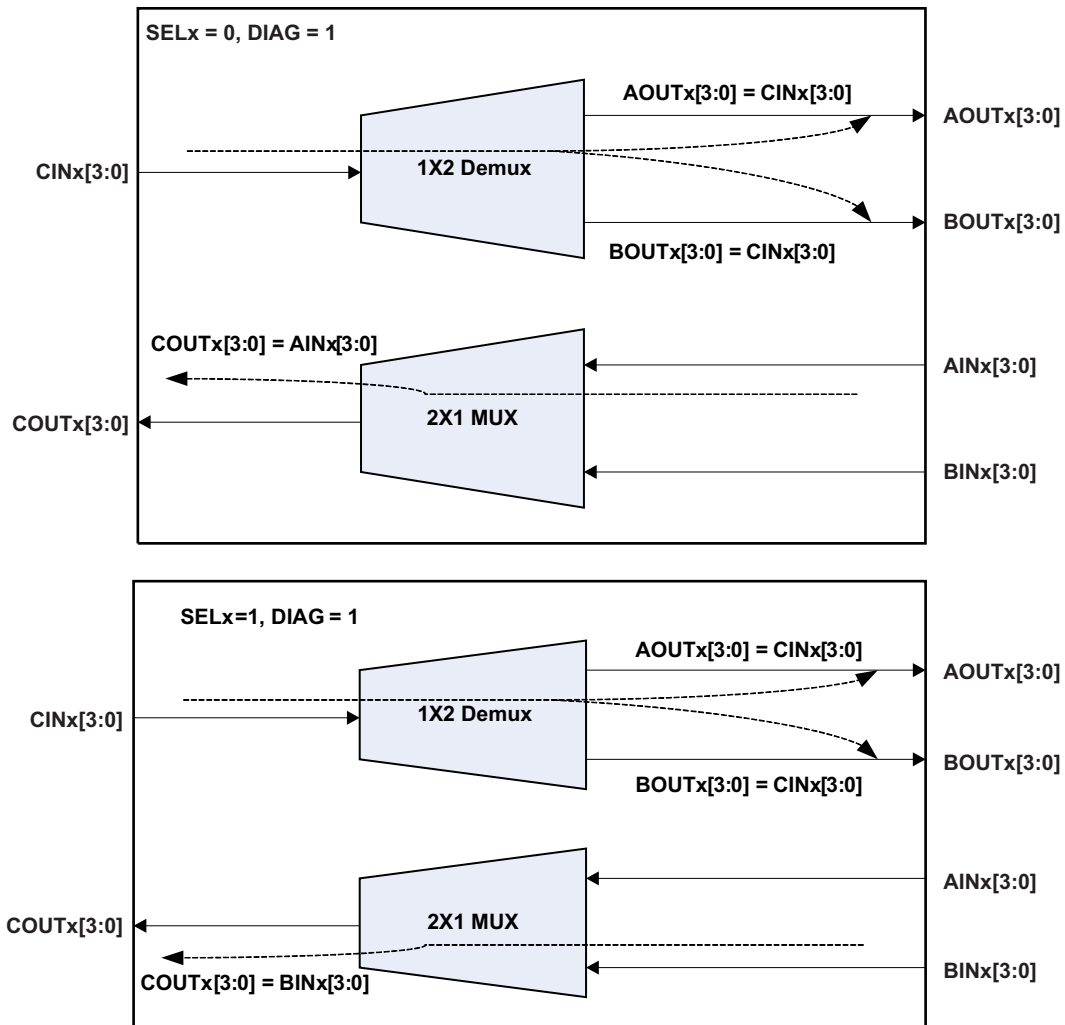 SELx = 0, DIAG = 1
AOUTx[3:0] = CINx[3:0]
AOUTx[3:0]
CINx[3:0]
1X2 Demux
BOUTx[3:0]
BOUTx[3:0] = CINx[3:0]
COUTx[3:0] = AINx[3:0]
AINx[3:0]
COUTx[3:0]
2X1 MUX
BINx[3:0]
SELx=1, DIAG = 1
AOUTx[3:0] = CINx[3:0]
AOUTx[3:0]
CINx[3:0]
1X2 Demux
BOUTx[3:0]
BOUTx[3:0] = CINx[3:0]
AINx[3:0]
COUTx[3:0]
2X1 MUX
BINx[3:0]
COUTx[3:0] = BINx[3:0]